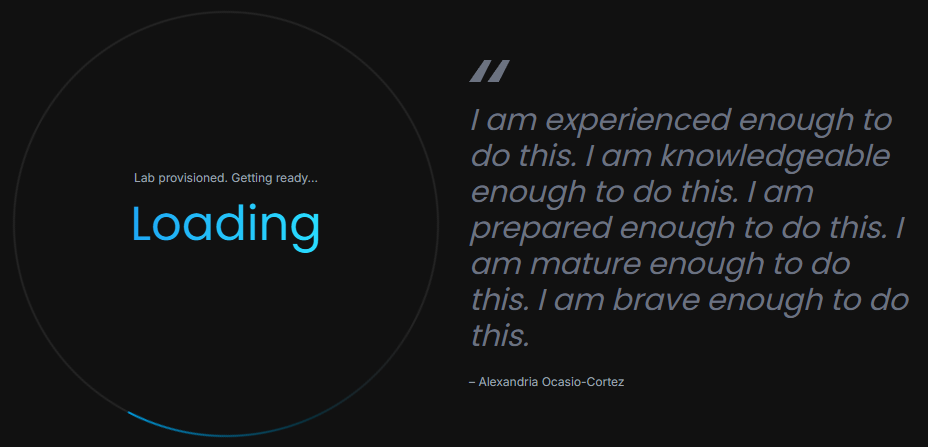 Lab provisioned. Getting ready...
Loading
"
I am experienced enough to
do this. I am knowledgeable
enough to do this. I am
prepared enough to do this. I
am mature enough to do
this. I am brave enough to do
this.
– Alexandria Ocasio-Cortez